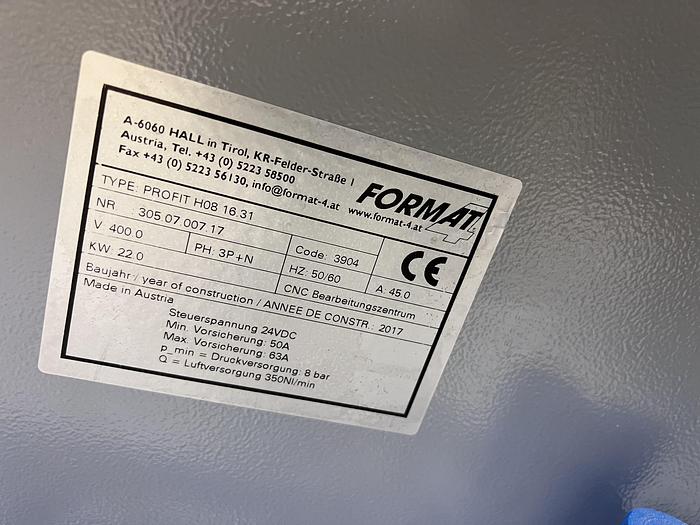 A-6060 HALL in Tirol, KR-Felder-Straße 1
Austria, Tel. +43 (0) 5223 58500
Fax +43 (0) 5223 56130, info@format-4.at www.format-4.at
FORMAT 4
TYPE: PROFIT H08 16.31
NR 305.07.007.17 Code: 3904 CE
V: 400.0 PH: 3P+N HZ: 50/60 A: 45.0
KW: 22.0 CNC Bearbeitungszentrum
Baujahr / year of construction / ANNEE DE CONSTR.: 2017
Made in Austria
Steuerspannung 24VDC
Min. Vorsicherung: 50A
Max. Vorsicherung: 63A
p_min = Druckversorgung: 8 bar
Q = Luftversorgung 350Nl/min